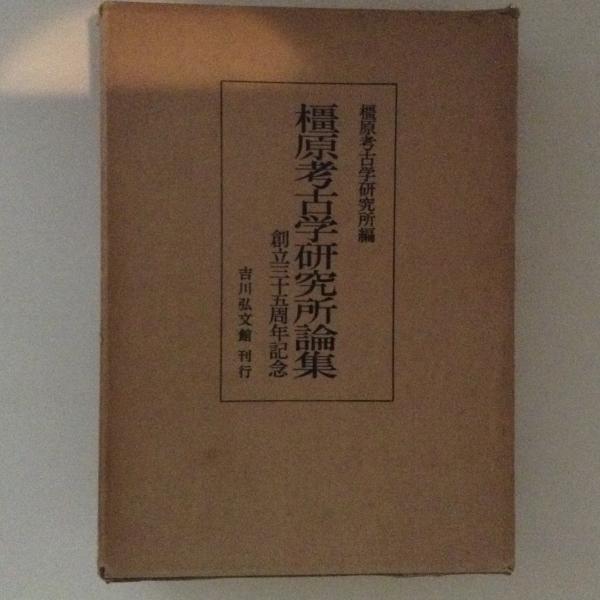 橿原考古学研究所編
橿原考古学研究所論集
創立三十五周年記念
吉川弘文館 刊行